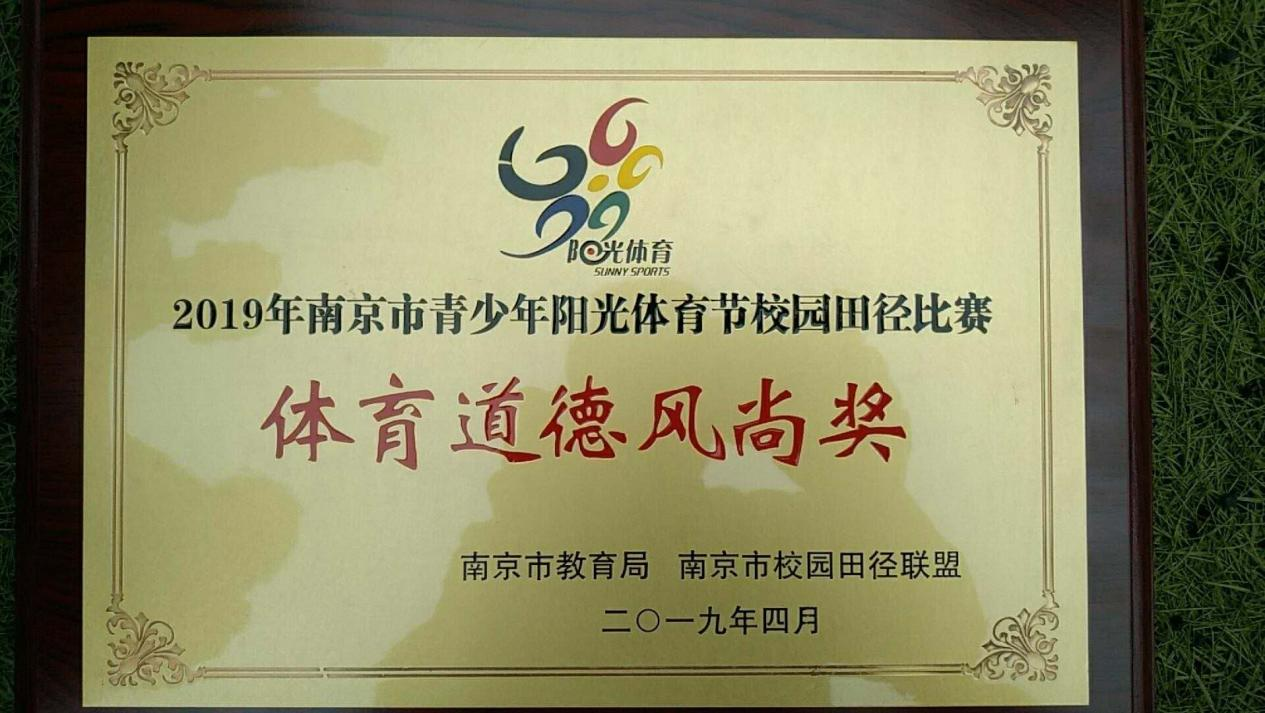 阳光体育
SUNNY SPORTS
2019年南京市青少年阳光体育节校园田径比赛
体育道德风尚奖
南京市教育局 南京市校园田径联盟
二〇一九年四月